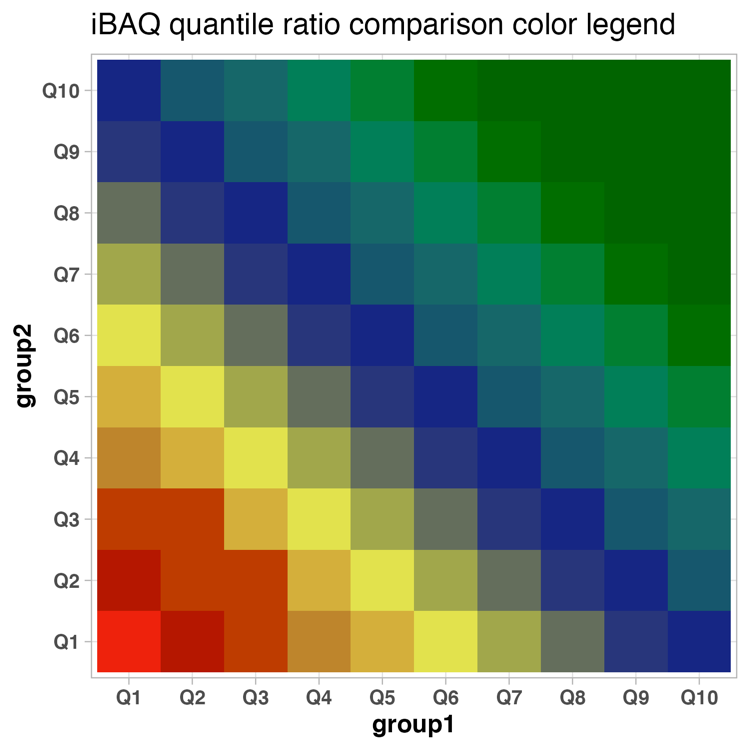 iBAQ quantile ratio comparison color legend
Q10
Q9
Q8
Q7
Q6
Q5
Q4
Q3
Q2
Q1
group2
Q1 Q2 Q3 Q4 Q5 Q6 Q7 Q8 Q9 Q10
group1